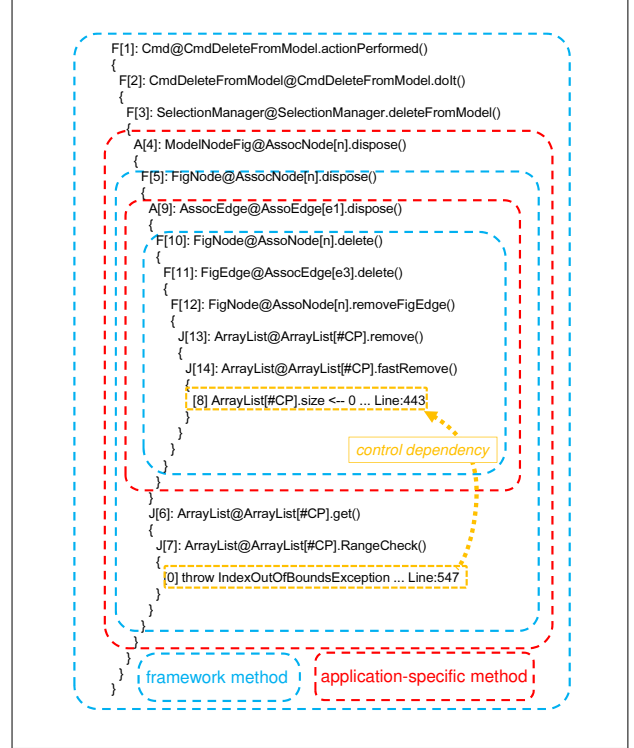 F[1]: Cmd@CmdDeleteFromModel.actionPerformed()
{
F[2]: CmdDeleteFromModel@CmdDeleteFromModel.doIt()
{
F[3]: SelectionManager@SelectionManager.deleteFromModel()
{
A[4]: ModelNodeFig@AssocNode[n].dispose()
{
F[5]: FigNode@AssocNode[n].dispose()
{
A[9]: AssocEdge@AssoEdge[e1].dispose()
{
F[10]: FigNode@AssoNode[n].delete()
{
F[11]: FigEdge@AssocEdge[e3].delete()
{
F[12]: FigNode@AssoNode[n].removeFigEdge()
{
J[13]: ArrayList@ArrayList[#CP].remove()
{
J[14]: ArrayList@ArrayList[#CP].fastRemove()
{
[8] ArrayList[#CP].size <-- 0 ... Line:443
}
}
control dependency
}
}
}
}
J[6]: ArrayList@ArrayList[#CP].get()
{
J[7]: ArrayList@ArrayList[#CP].RangeCheck()
{
[0] throw IndexOutOfBoundsException ... Line:547
}
}
}
}
}
}
}
framework method
application-specific method